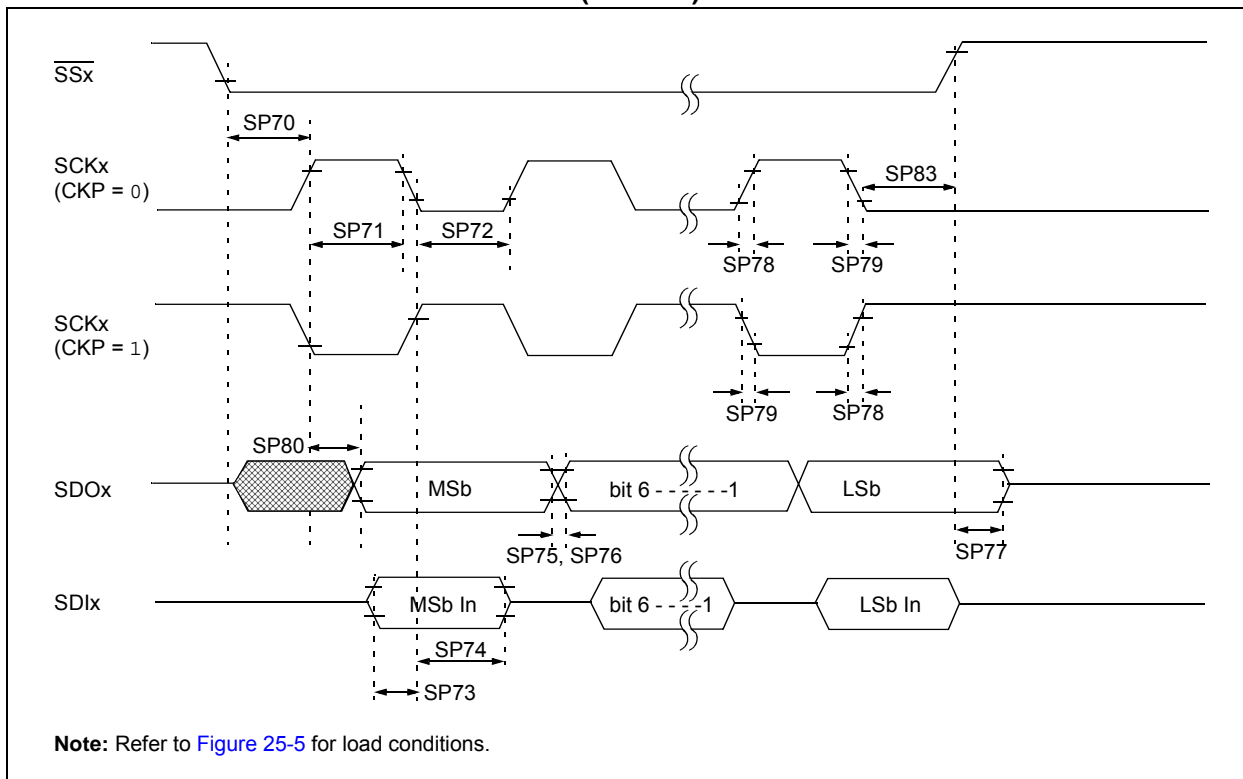 SSx
SP70
SCKx
(CKP = 0)
SP83
SP71
SP72
SP78
SP79
SCKx
(CKP = 1)
SP79
SP78
SP80
SDOx
MSb
bit 6 - - - - - -1
LSb
SP75, SP76
SP77
SDIx
MSb In
bit 6 - - - -1
LSb In
SP74
SP73
Note: Refer to Figure 25-5 for load conditions.